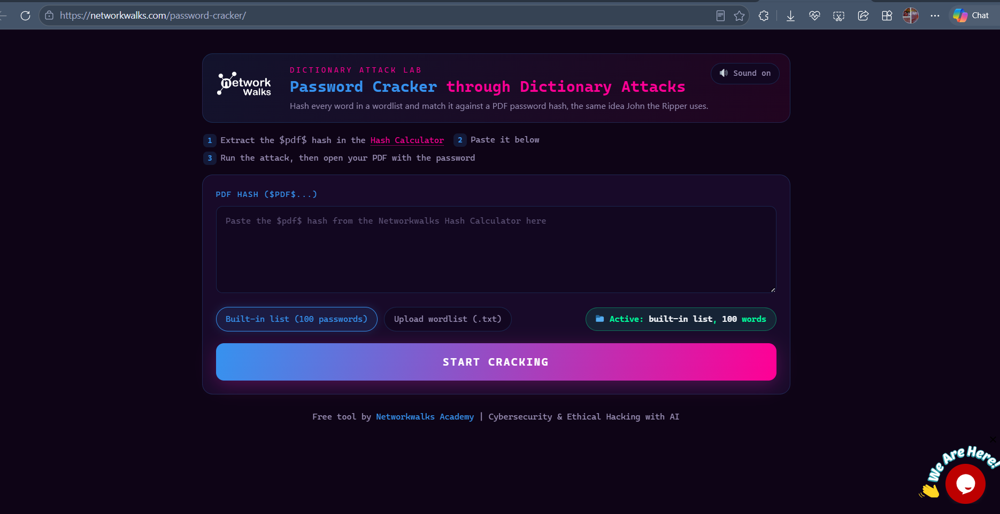 https://networkwalks.com/password-cracker/
Chat
network
Walks
DICTIONARY ATTACK LAB
Password Cracker through Dictionary Attacks
Hash every word in a wordlist and match it against a PDF password hash, the same idea John the Ripper uses.
Sound on
1 Extract the $pdf$ hash in the Hash Calculator 2 Paste it below
3 Run the attack, then open your PDF with the password
PDF HASH ($PDF$...)
Paste the $pdf$ hash from the Networkwalks Hash Calculator here
Built-in list (100 passwords) Upload wordlist (.txt) Active: built-in list, 100 words
START CRACKING
Free tool by Networkwalks Academy | Cybersecurity & Ethical Hacking with AI
We Are Here!